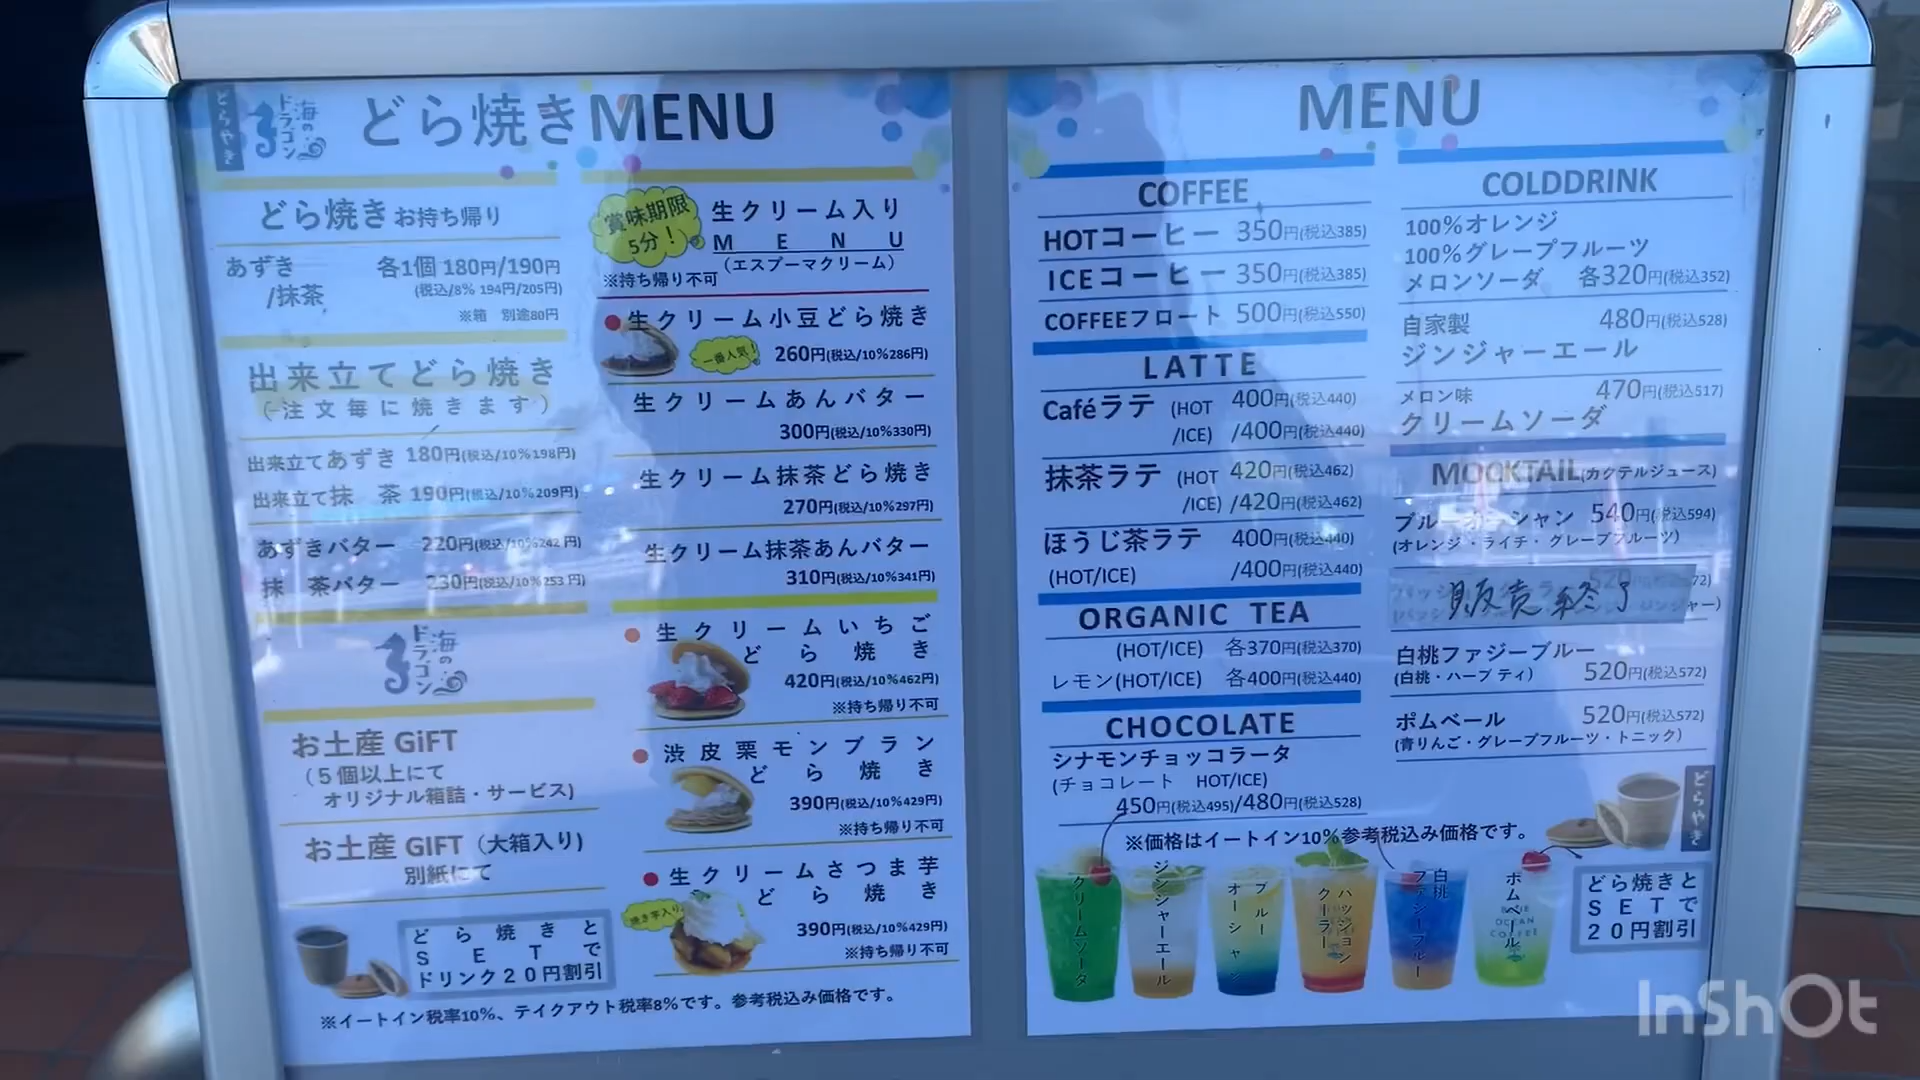 どらやき
海の
ドラゴン
どら焼きMENU
どら焼きお持ち帰り
あずき 各1個 180円/190円
/抹茶 (税込/8% 194円/205円)
※箱 別途80円
出来立てどら焼き
(注文毎に焼きます)
出来立てあずき 180円(税込/10%198円)
出来立て抹 茶 190円(税込/10%209円)
あずきバター 220円(税込/10%242 円)
抹 茶バター 230円(税込/10%253 円)
海の
ドラゴン
お土産 GiFT
(5個以上にて
オリジナル箱詰・サービス)
お土産 GIFT (大箱入り)
別紙にて
どら焼きと
SETで
ドリンク20円割引
賞味期限
5分!
生クリーム入り
MENU
(エスプーマクリーム)
※持ち帰り不可
生クリーム小豆どら焼き
一番人気!
260円(税込/10%286円)
生クリームあんバター
300円(税込/10%330円)
生クリーム抹茶どら焼き
270円(税込/10%297円)
生クリーム抹茶あんバター
310円(税込/10%341円)
生クリームいちご
どら焼き
420円(税込/10%462円)
※持ち帰り不可
渋皮栗モンブラン
どら焼き
390円(税込/10%429円)
※持ち帰り不可
生クリームさつま芋
どら焼き
焼き芋入り
390円(税込/10%429円)
※持ち帰り不可
※イートイン税率10%、テイクアウト税率8%です。参考税込み価格です。
MENU
COFFEE
HOTコーヒー 350円(税込385)
ICEコーヒー 350円(税込385)
COFFEEフロート 500円(税込550)
LATTE
Caféラテ (HOT 400円(税込440)
/ICE) /400円(税込440)
抹茶ラテ (HOT 420円(税込462)
/ICE) /420円(税込462)
ほうじ茶ラテ 400円(税込440)
(HOT/ICE) /400円(税込440)
ORGANIC TEA
(HOT/ICE) 各370円(税込370)
レモン(HOT/ICE) 各400円(税込440)
CHOCOLATE
シナモンチョッコラータ
(チョコレート HOT/ICE)
450円(税込495)/480円(税込528)
COLDDRINK
100%オレンジ
100%グレープフルーツ
メロンソーダ 各320円(税込352)
自家製 480円(税込528)
ジンジャーエール
メロン味 470円(税込517)
クリームソーダ
MOCKTAIL(カクテルジュース)
ブルーオーシャン 540円(税込594)
(オレンジ・ライチ・グレープフルーツ)
販売終了
白桃ファジーブルー
(白桃・ハーブ ティ) 520円(税込572)
ポムベール 520円(税込572)
(青りんご・グレープフルーツ・トニック)
どらやき
※価格はイートイン10%参考税込み価格です。
クリームソーダ
ジンジャーエール
ブルー
オーシャン
パッション
クーラー
白桃
ファジーブルー
ポムベール
どら焼きと
SETで
20円割引
InShOt